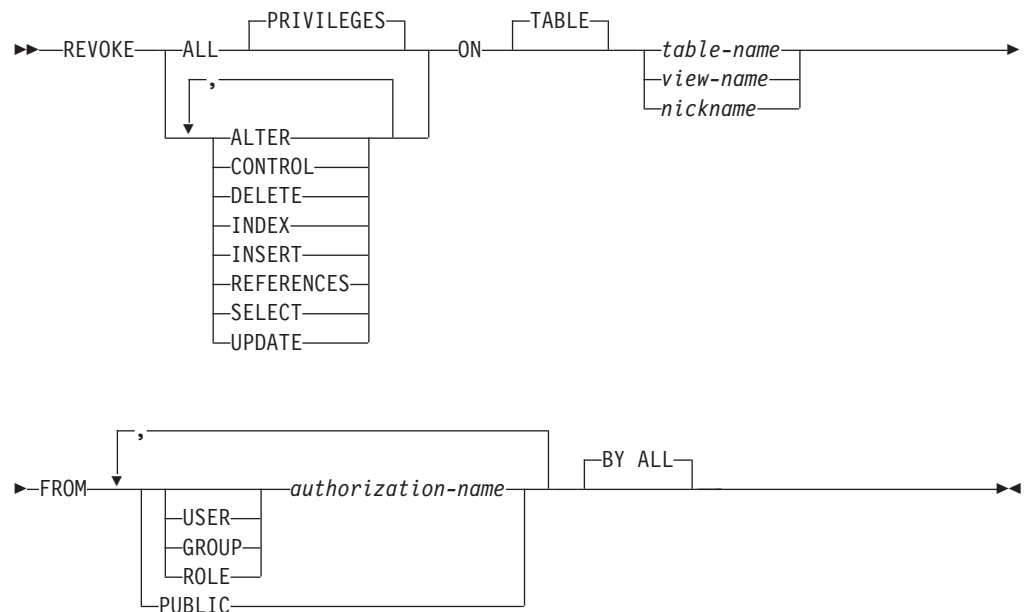 PRIVILEGES TABLE
REVOKE ALL ON table-name
, view-name
nickname
ALTER
CONTROL
DELETE
INDEX
INSERT
REFERENCES
SELECT
UPDATE
,
BY ALL
FROM authorization-name
USER
GROUP
ROLE
PUBLIC